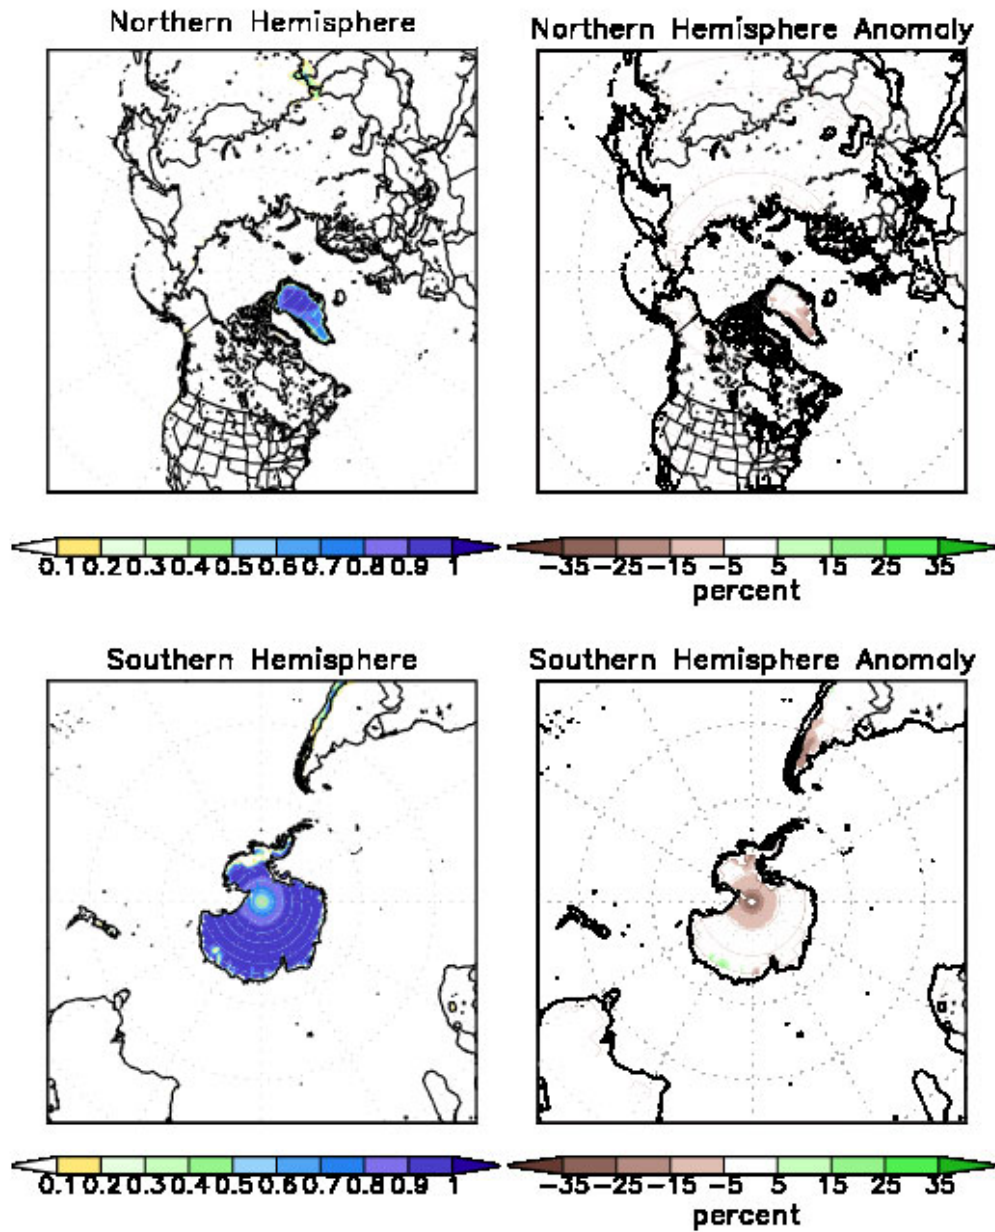 Northern Hemisphere
Northern Hemisphere Anomaly
0.1 0.2 0.3 0.4 0.5 0.6 0.7 0.8 0.9 1
-35 -25 -15 -5 5 15 25 35
percent
Southern Hemisphere
Southern Hemisphere Anomaly
0.1 0.2 0.3 0.4 0.5 0.6 0.7 0.8 0.9 1
-35 -25 -15 -5 5 15 25 35
percent